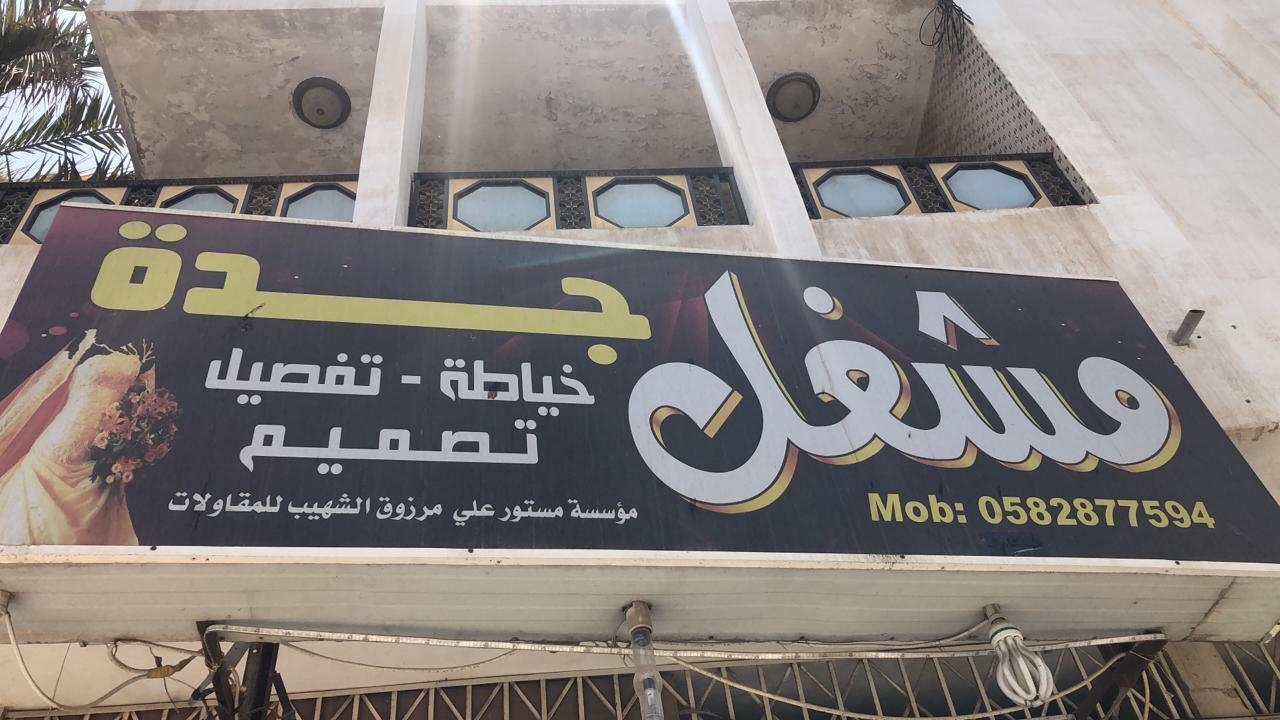 مشغل جدة
خياطة - تفصيل
تصميم
مؤسسة مستور علي مرزوق الشهيب للمقاولات
Mob: 0582877594